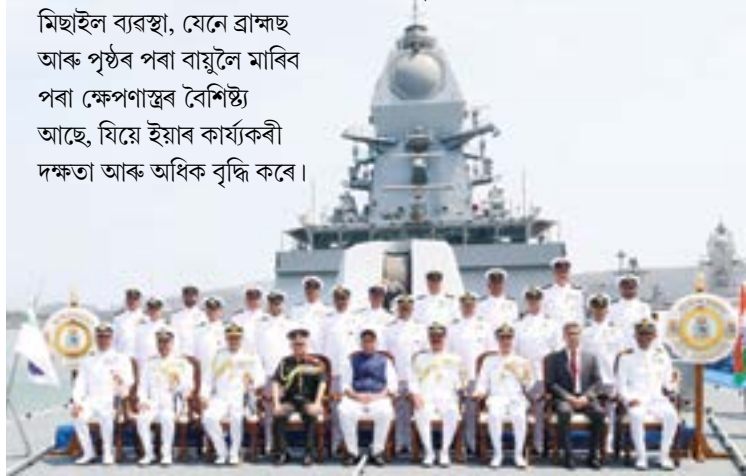 মিছাইল ব্যৱস্থা, যেনে ব্ৰাহ্মছ
আৰু পৃষ্ঠৰ পৰা বায়ুলৈ মাৰিব
পৰা ক্ষেপণাস্ত্ৰৰ বৈশিষ্ট্য
আছে, যিয়ে ইয়াৰ কাৰ্য্যকৰী
দক্ষতা আৰু অধিক বৃদ্ধি কৰে।